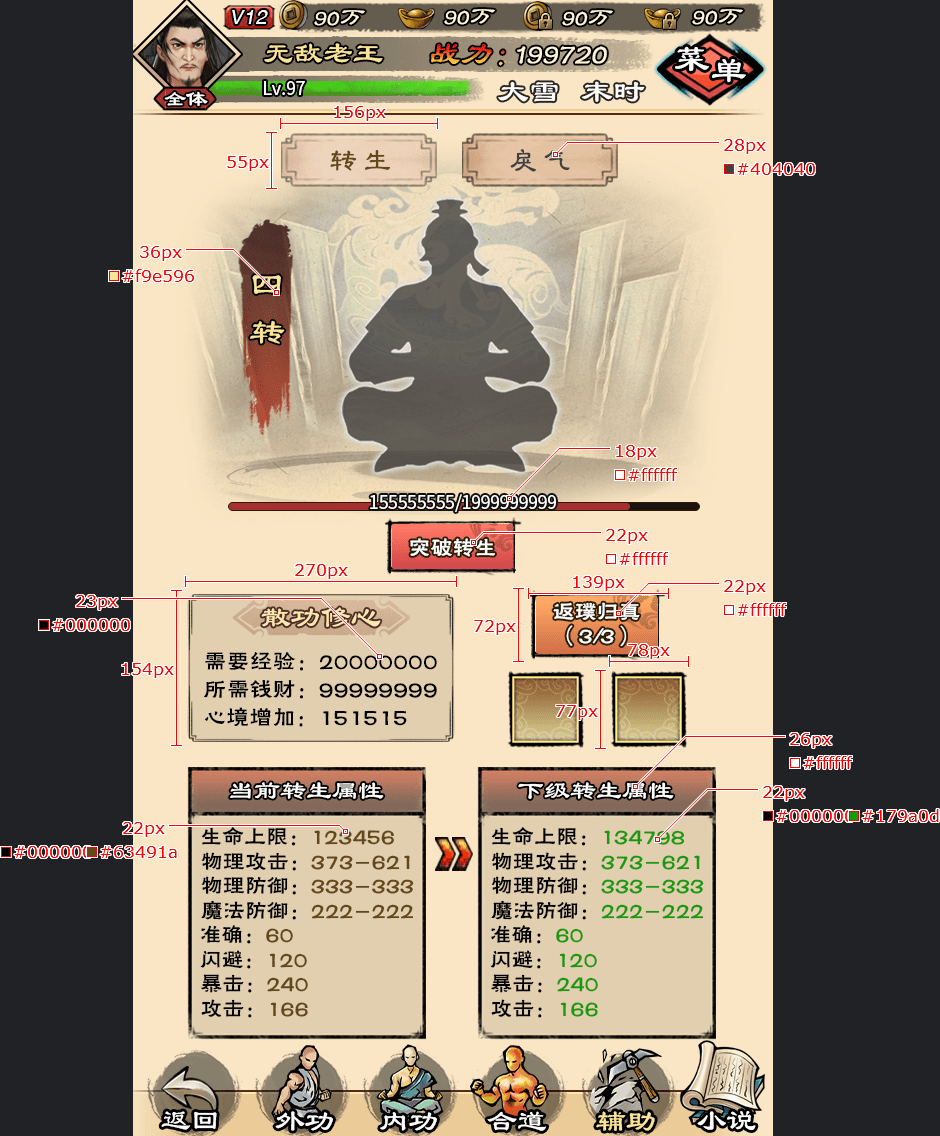 V12 90万 90万 90万 90万
无敌老王 战力：199720
菜单
Lv.97
全体
大雪 末时
156px
55px
转生
戾气
28px
#404040
36px
#f9e596
四转
18px
#ffffff
155555555/1999999999
突破转生
22px
#ffffff
270px
139px
22px
#ffffff
23px
#000000
154px
散功修心
需要经验：20000000
所需钱财：99999999
心境增加：151515
72px
返璞归真
（3/3）
78px
77px
26px
#ffffff
22px
#000000 #179a0d
当前转生属性
22px
#000000 #63491a
生命上限：123456
物理攻击：373-621
物理防御：333-333
魔法防御：222-222
准确：60
闪避：120
暴击：240
攻击：166
下级转生属性
生命上限：134798
物理攻击：373-621
物理防御：333-333
魔法防御：222-222
准确：60
闪避：120
暴击：240
攻击：166
返回 外功 内功 合道 辅助 小说